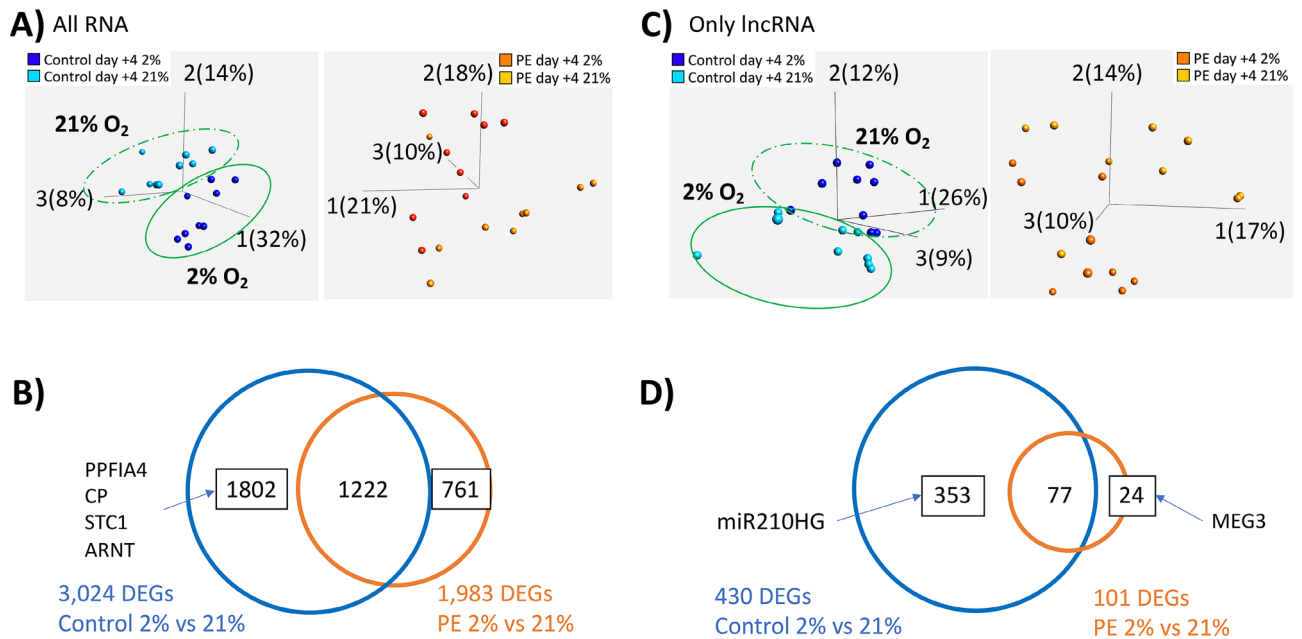 A) All RNA
Control day +4 2%
Control day +4 21%
2(14%)
21% O2
3(8%)
1(32%)
2% O2
PE day +4 2%
PE day +4 21%
2(18%)
3(10%)
1(21%)
C) Only lncRNA
Control day +4 2%
Control day +4 21%
2(12%)
21% O2
2% O2
1(26%)
3(9%)
PE day +4 2%
PE day +4 21%
2(14%)
3(10%)
1(17%)
B)
PPFIA4
CP
STC1
ARNT
1802
1222
761
3,024 DEGs
Control 2% vs 21%
1,983 DEGs
PE 2% vs 21%
D)
miR210HG
353
77
24
MEG3
430 DEGs
Control 2% vs 21%
101 DEGs
PE 2% vs 21%